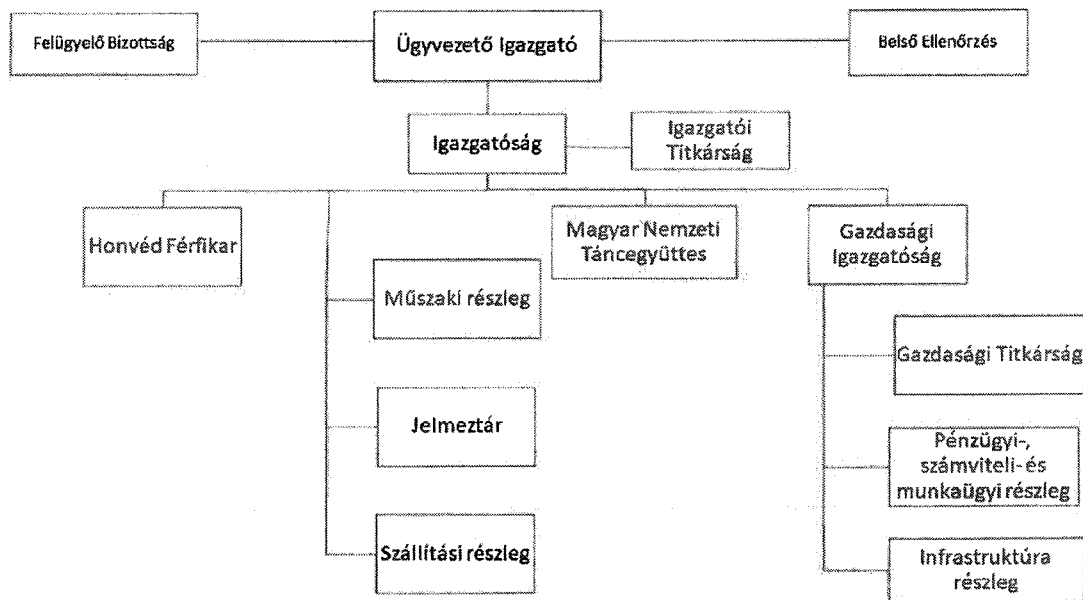 Felügyelő Bizottság
Ügyvezető Igazgató
Belső Ellenőrzés
Igazgatóság
Igazgatói
Titkárság
Honvéd Férfikar
Magyar Nemzeti
Táncegyüttes
Gazdasági
Igazgatóság
Műszaki részleg
Gazdasági Titkárság
Jelmeztár
Pénzügyi-,
számviteli- és
munkaügyi részleg
Szállítási részleg
Infrastruktúra
részleg